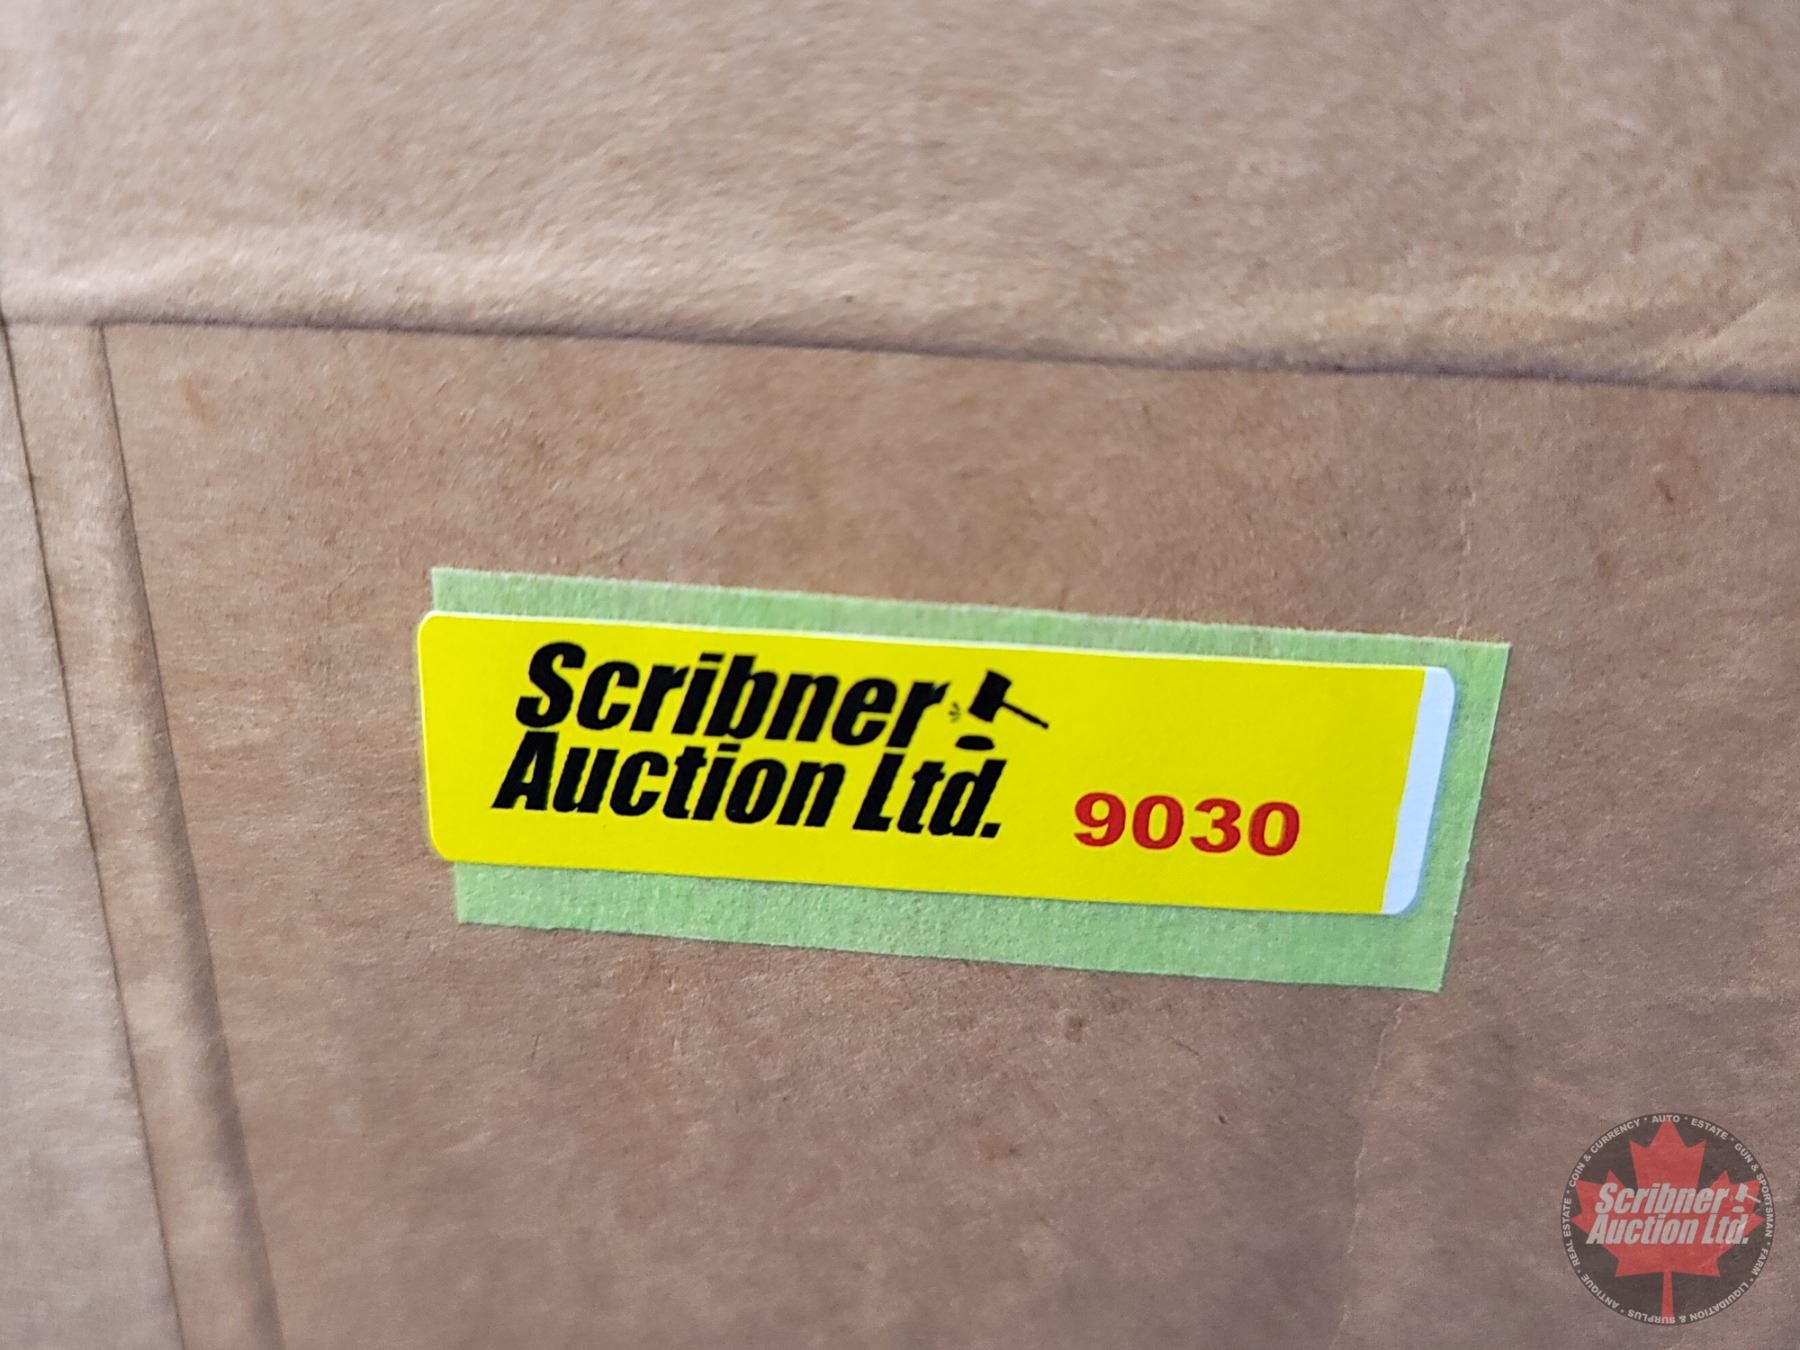 Scribner
Auction Ltd.
9030
COIN & CURRENCY • AUTO • ESTATE • GUN & SPORTSMAN • FARM • LIQUIDATION & SURPLUS • ANTIQUE • REAL ESTATE •
Scribner
Auction Ltd.